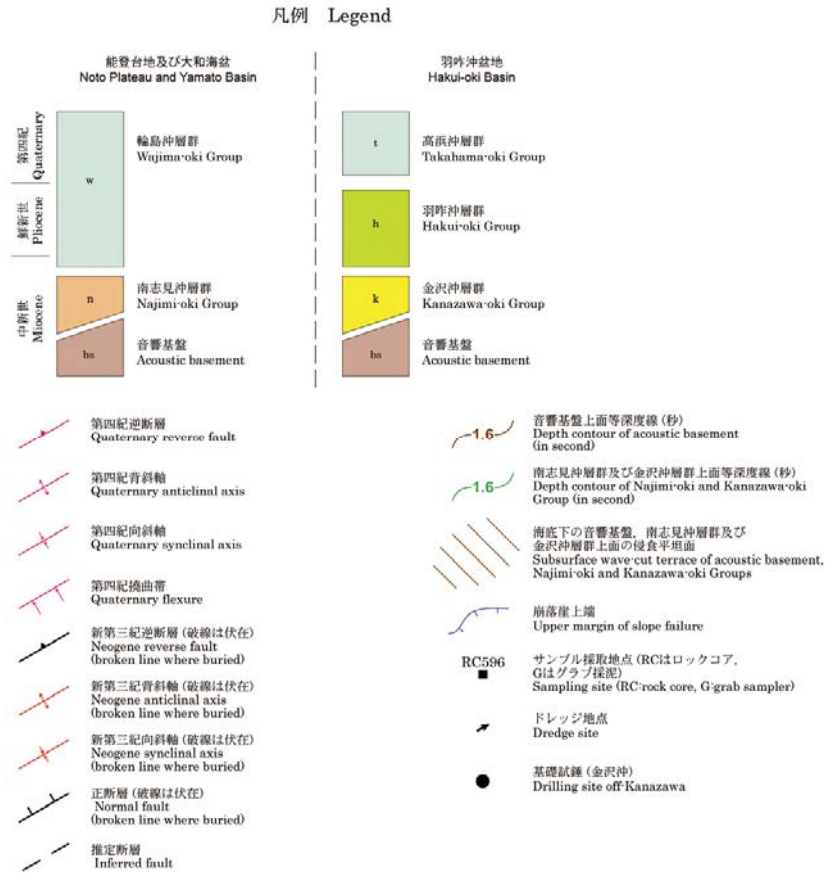 凡例 Legend
能登台地及び大和海盆
Noto Plateau and Yamato Basin
第四紀
Quaternary
鮮新世
Pliocene
中新世
Miocene
w
輪島沖層群
Wajima-oki Group
n
南志見沖層群
Najimi-oki Group
ba
音響基盤
Acoustic basement
羽咋沖盆地
Hakui-oki Basin
t
高浜沖層群
Takahama-oki Group
h
羽咋沖層群
Hakui-oki Group
k
金沢沖層群
Kanazawa-oki Group
ba
音響基盤
Acoustic basement
第四紀逆断層
Quaternary reverse fault
第四紀背斜軸
Quaternary anticlinal axis
第四紀向斜軸
Quaternary synclinal axis
第四紀撓曲帯
Quaternary flexure
新第三紀逆断層(破線は伏在)
Neogene reverse fault
(broken line where buried)
新第三紀背斜軸(破線は伏在)
Neogene anticlinal axis
(broken line where buried)
新第三紀向斜軸(破線は伏在)
Neogene synclinal axis
(broken line where buried)
正断層(破線は伏在)
Normal fault
(broken line where buried)
推定断層
Inferred fault
1.6
音響基盤上面等深度線(秒)
Depth contour of acoustic basement
(in second)
1.6
南志見沖層群及び金沢沖層群上面等深度線(秒)
Depth contour of Najimi-oki and Kanazawa-oki
Group (in second)
海底下の音響基盤,南志見沖層群及び
金沢沖層群上面の侵食平坦面
Subsurface wave-cut terrace of acoustic basement,
Najimi-oki and Kanazawa-oki Groups
崩落崖上端
Upper margin of slope failure
RC596
サンプル採取地点(RCはロックコア,
Gはグラブ採泥)
Sampling site (RC:rock core, G:grab sampler)
ドレッジ地点
Dredge site
基礎試錐(金沢沖)
Drilling site off-Kanazawa